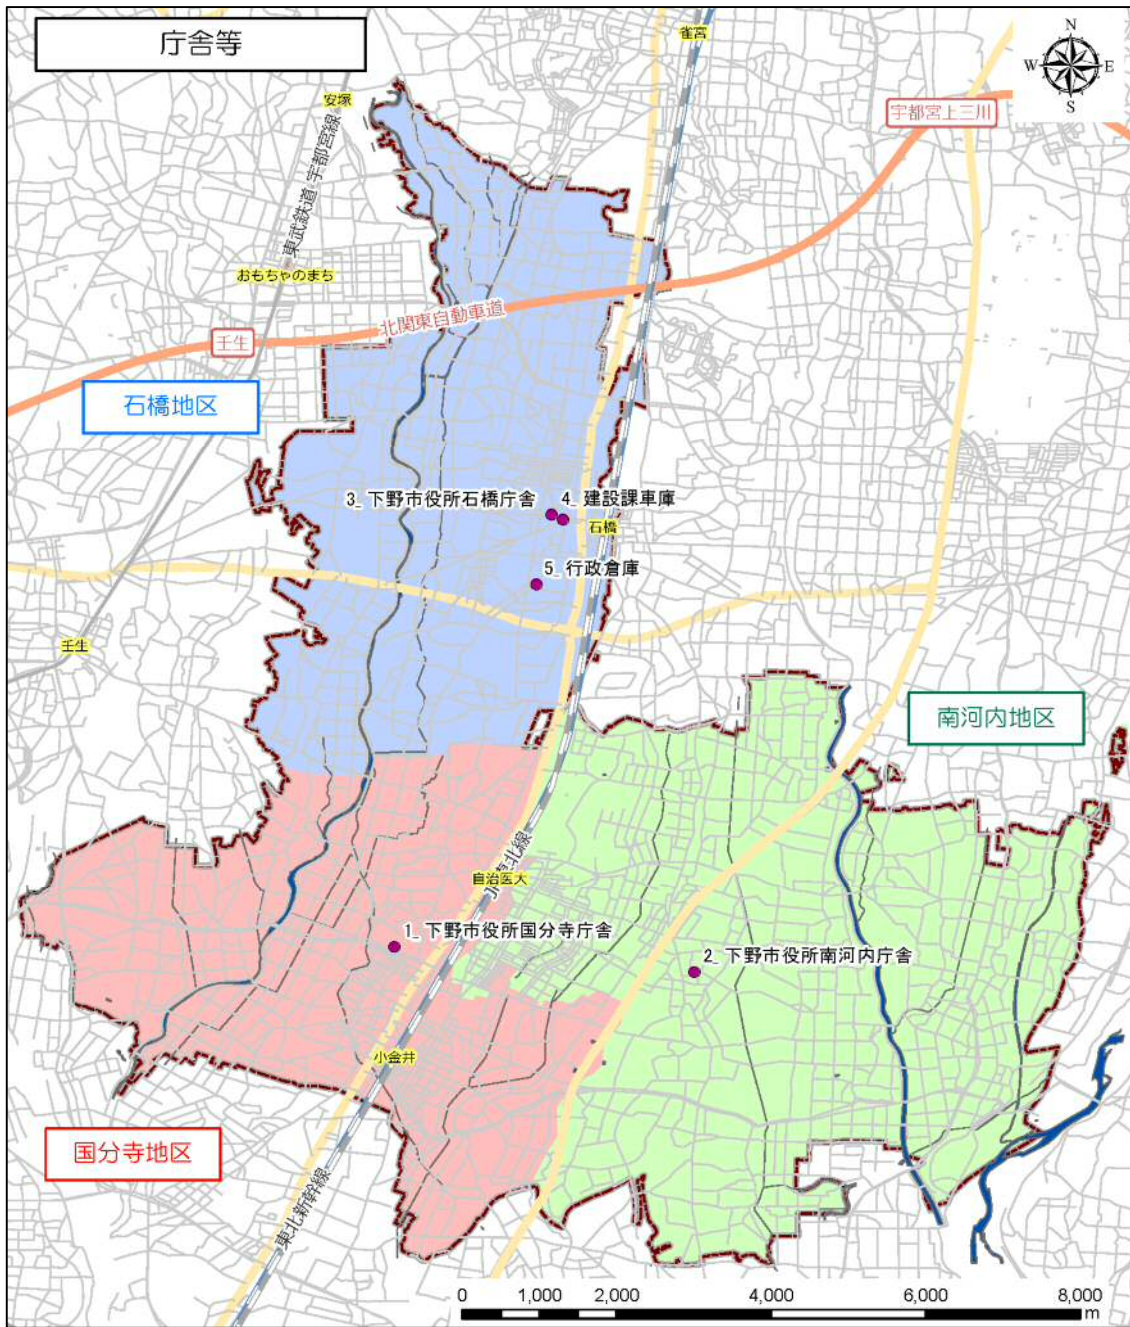 庁舎等
雀宮
N
W
E
S
安塚
宇都宮上三川
東武鉄道 宇都宮線
おもちゃのまち
北関東自動車道
壬生
石橋地区
3_下野市役所石橋庁舎
4_建設課車庫
石橋
5_行政倉庫
壬生
南河内地区
JR東北線
自治医大
1_下野市役所国分寺庁舎
2_下野市役所南河内庁舎
小金井
国分寺地区
東北新幹線
0 1,000 2,000 4,000 6,000 8,000
m